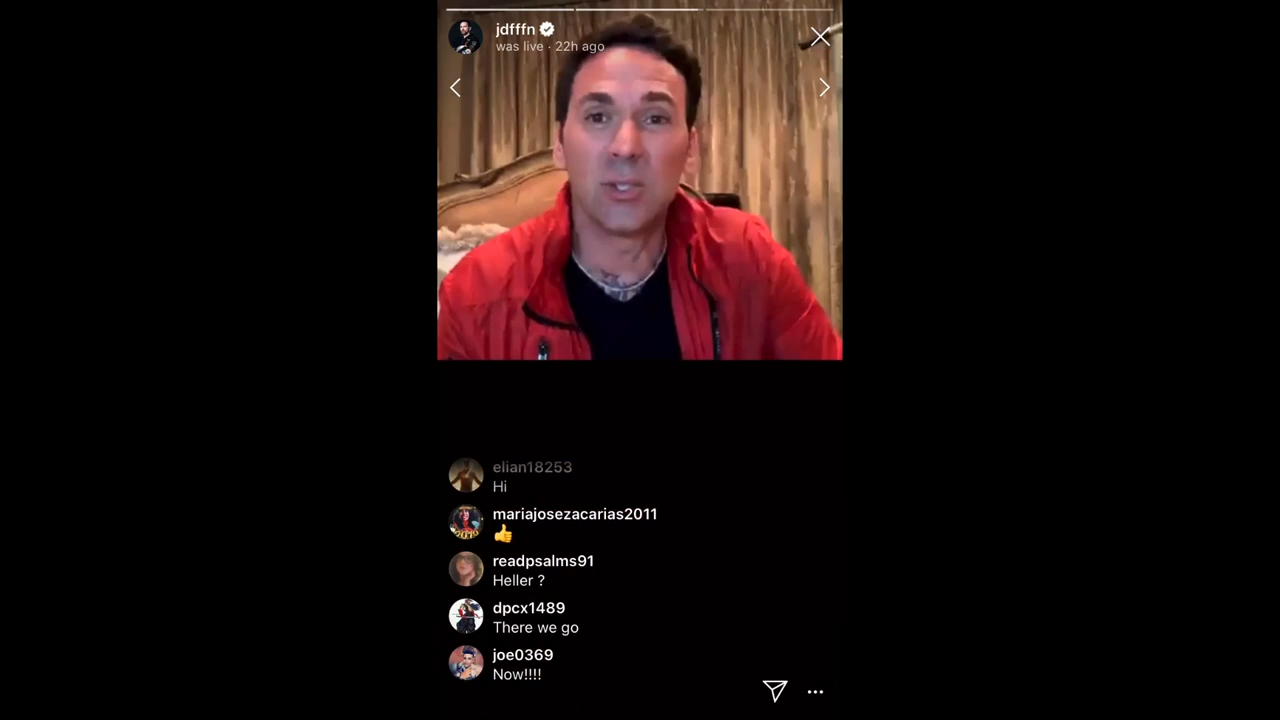 jdfffn
was live · 22h ago
elian18253
Hi
mariajosezacarias2011
👍
readpsalms91
Heller ?
dpcx1489
There we go
joe0369
Now!!!!